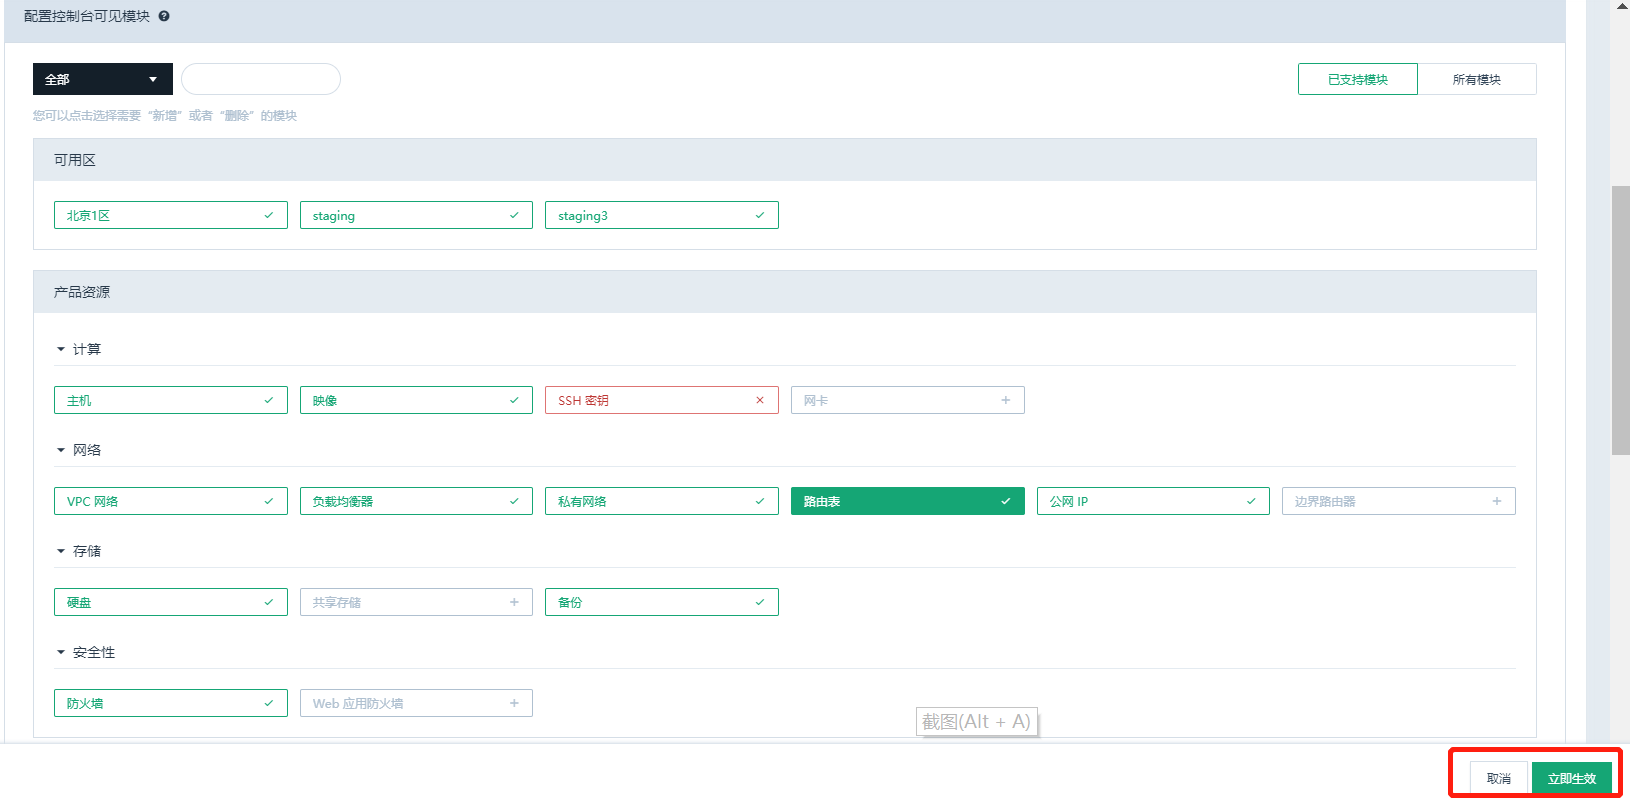 配置控制台可见模块
全部
已支持模块 所有模块
您可以点击选择需要“新增”或者“删除”的模块
可用区
北京1区 staging staging3
产品资源
计算
主机 映像 SSH 密钥 网卡
网络
VPC 网络 负载均衡器 私有网络 路由表 公网 IP 边界路由器
存储
硬盘 共享存储 备份
安全性
防火墙 Web 应用防火墙
截图(Alt + A)
取消 立即生效